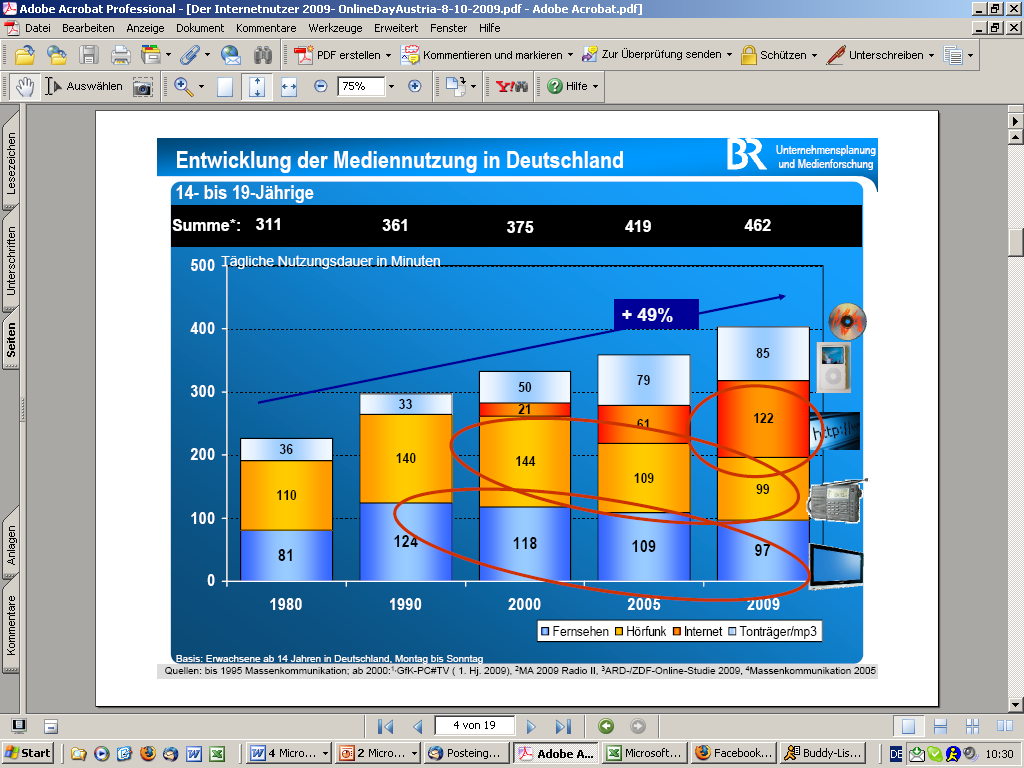 Adobe Acrobat Professional - [Der Internetnutzer 2009- OnlineDayAustria-8-10-2009.pdf - Adobe Acrobat.pdf]
Datei Bearbeiten Anzeige Dokument Kommentare Werkzeuge Erweitert Fenster Hilfe
PDF erstellen Kommentieren und markieren Zur Überprüfung senden Schützen Unterschreiben
Auswählen 75% Y! Hilfe
Lesezeichen
Unterschriften
Seiten
Anlagen
Kommentare
Entwicklung der Mediennutzung in Deutschland
BR Unternehmensplanung
und Medienforschung
14- bis 19-Jährige
Summe*: 311 361 375 419 462
Tägliche Nutzungsdauer in Minuten
500
400
300
200
100
0
+ 49%
36
110
81
33
140
124
50
21
144
118
79
61
109
109
85
122
99
97
http://
1980 1990 2000 2005 2009
Fernsehen Hörfunk Internet Tonträger/mp3
Basis: Erwachsene ab 14 Jahren in Deutschland, Montag bis Sonntag
Quellen: bis 1995 Massenkommunikation; ab 2000:¹·GfK-PC#TV ( 1. Hj. 2009), ²MA 2009 Radio II, ³ARD-/ZDF-Online-Studie 2009, ⁴Massenkommunikation 2005
4 von 19
Start 4 Micro... 2 Micro... Posteing... Adobe A... Microsoft... Facebook... Buddy-Lis... DE 10:30